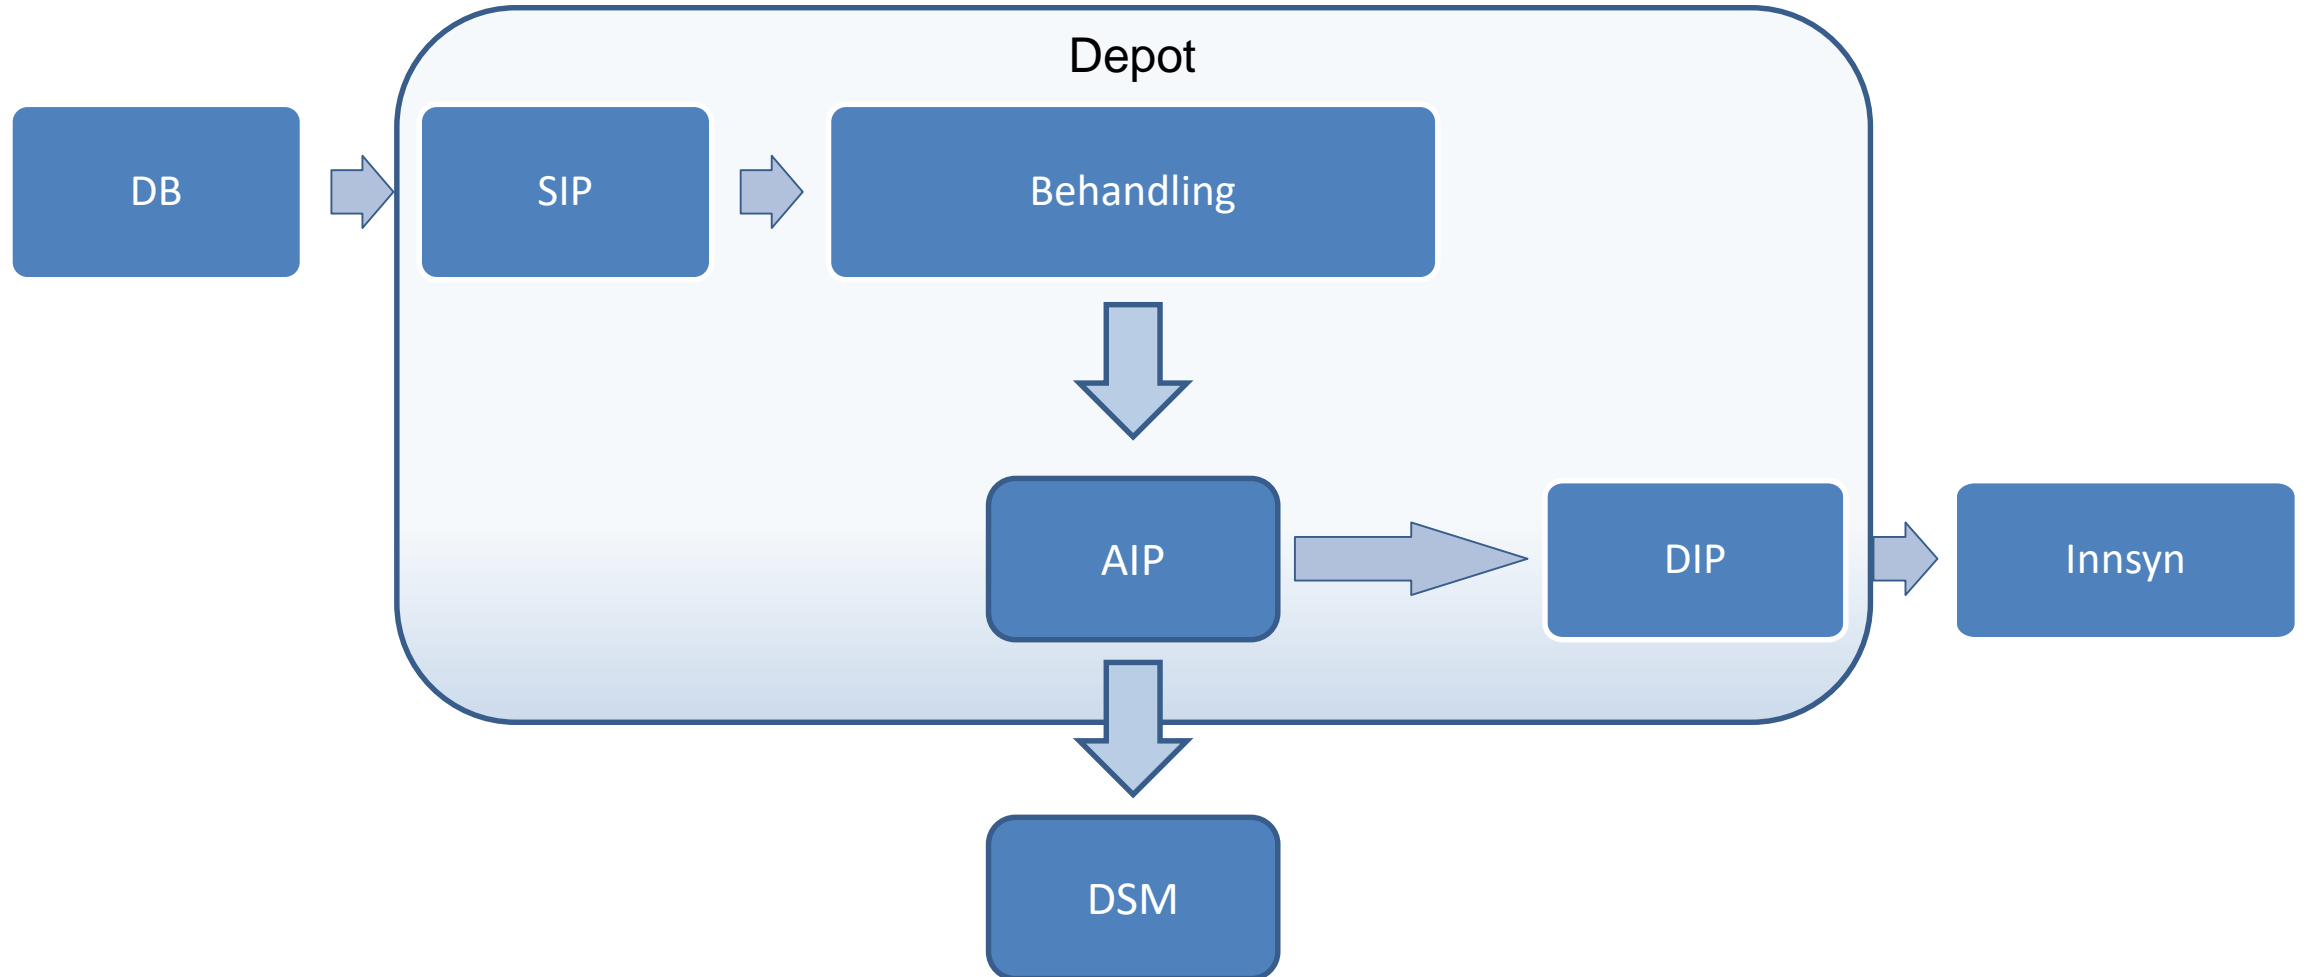 Depot
DB
SIP
Behandling
AIP
DIP
Innsyn
DSM